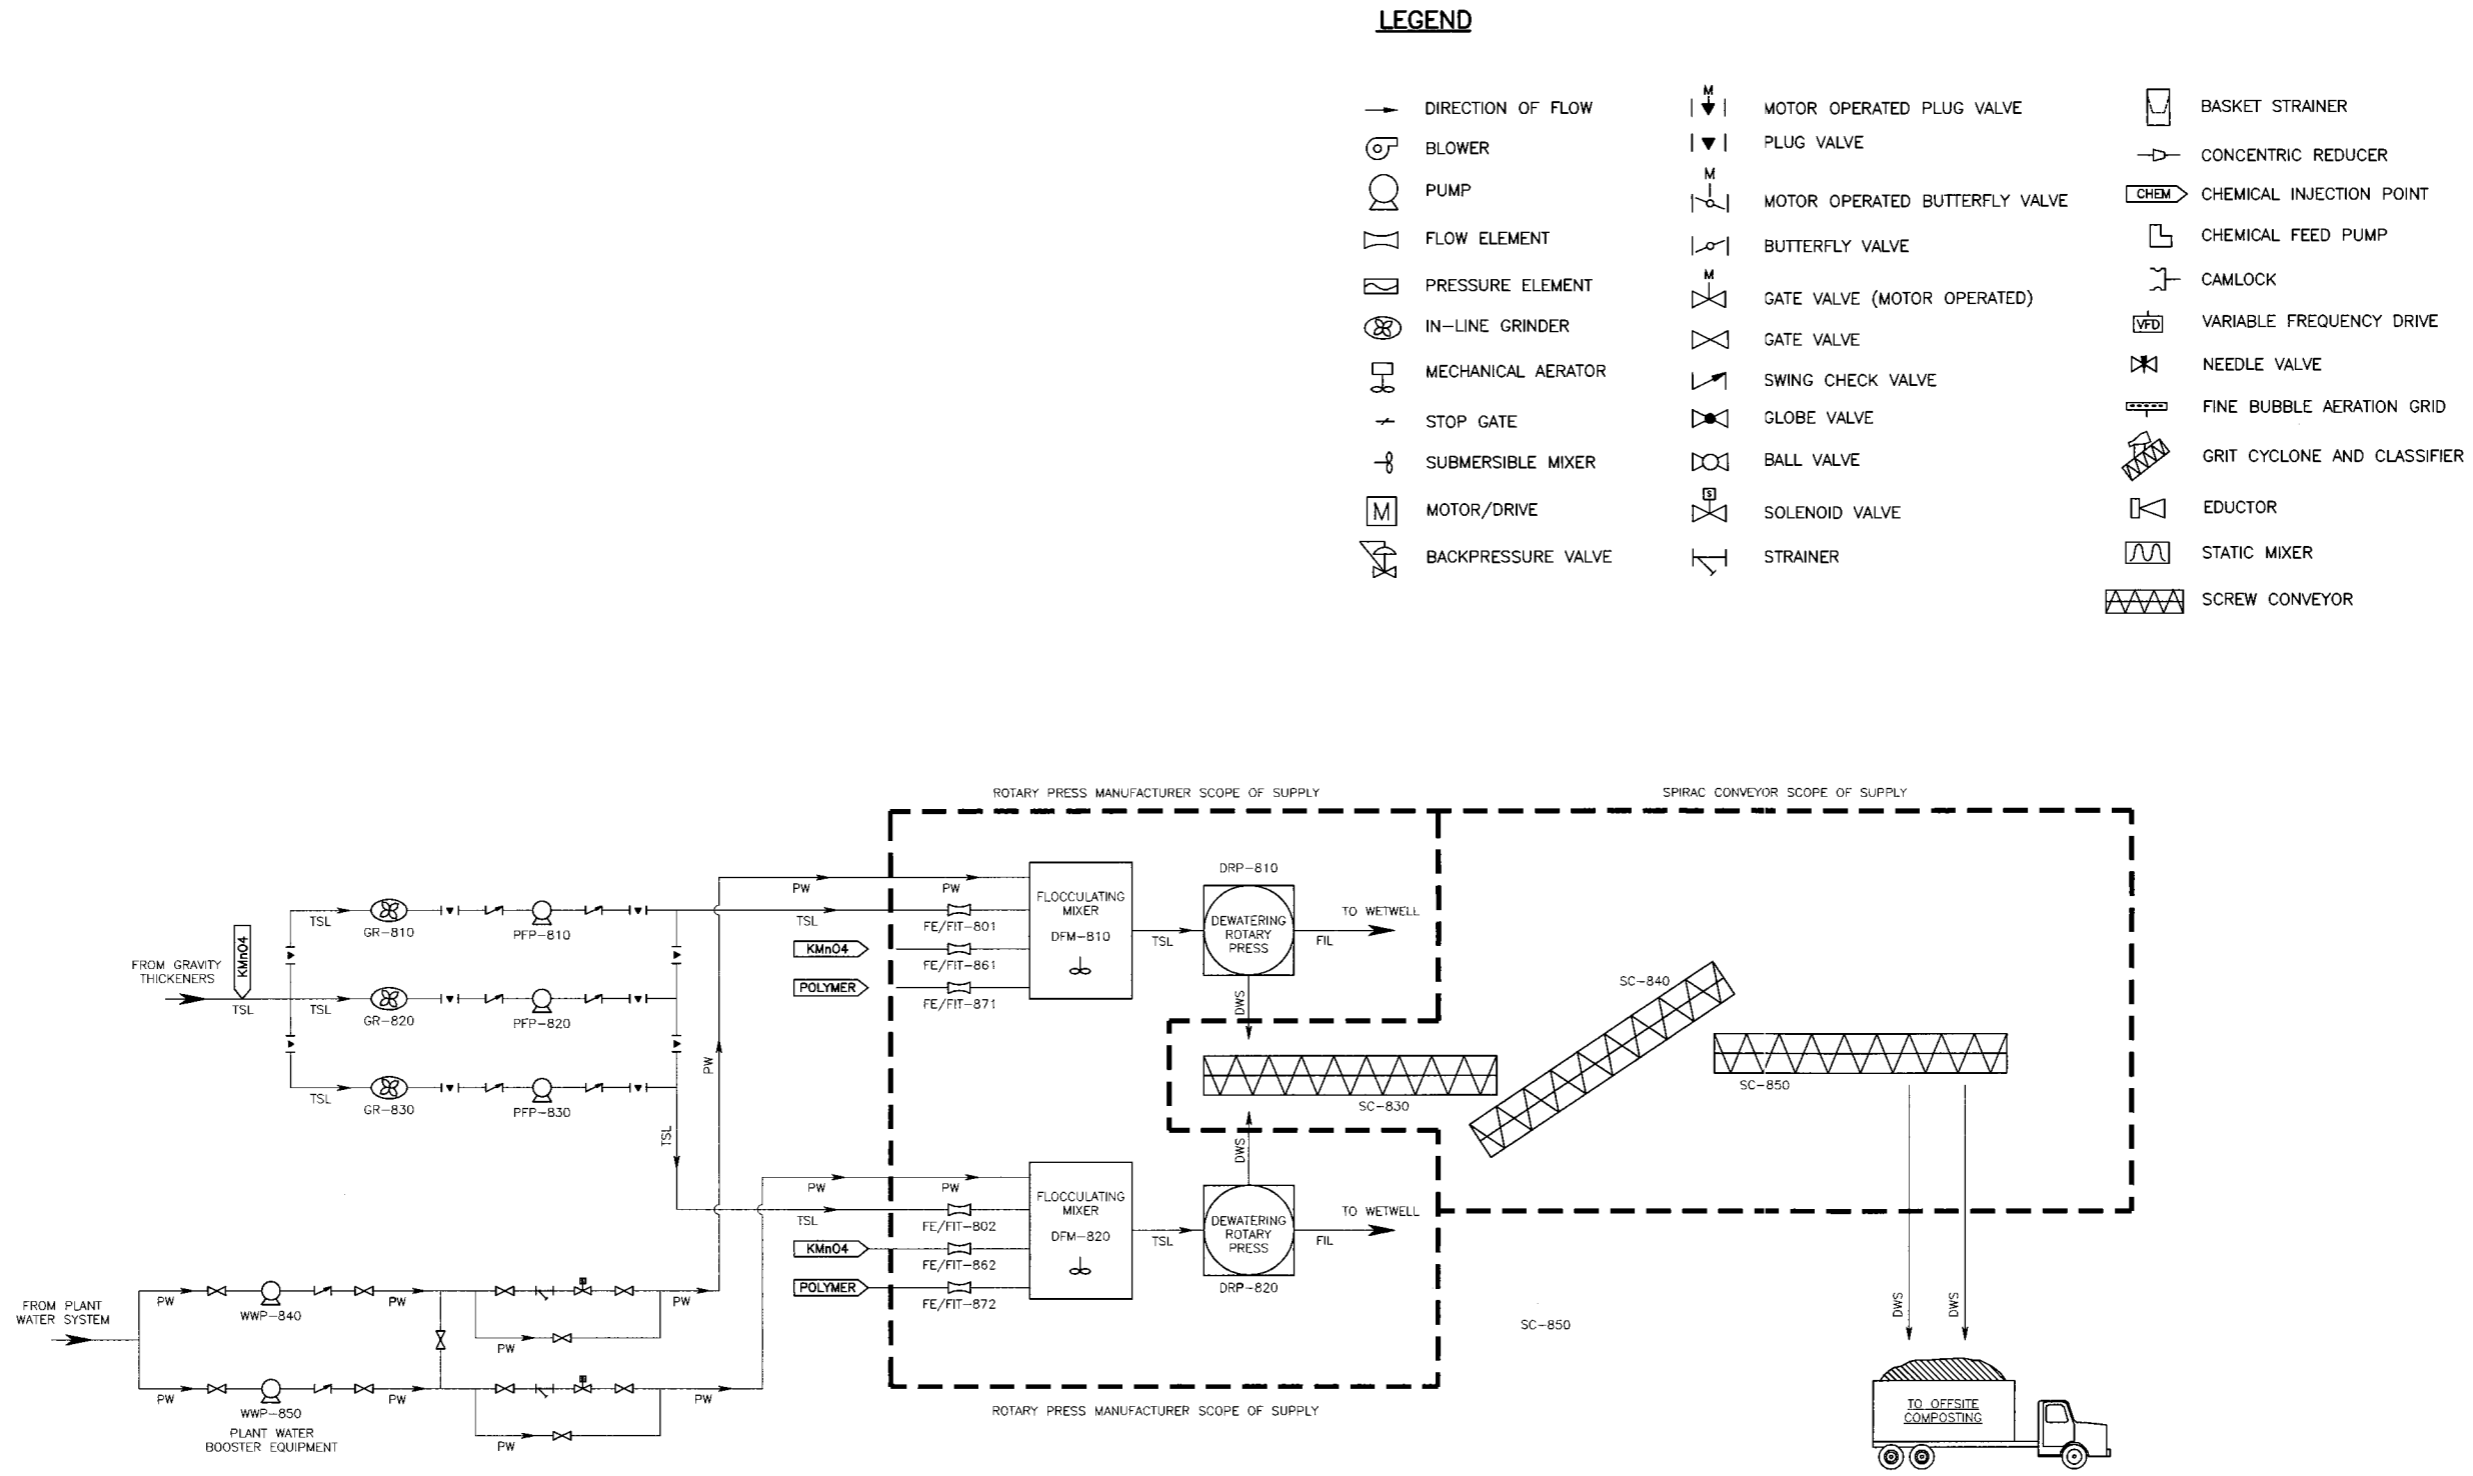 LEGEND
DIRECTION OF FLOW
BLOWER
PUMP
FLOW ELEMENT
PRESSURE ELEMENT
IN-LINE GRINDER
MECHANICAL AERATOR
STOP GATE
SUBMERSIBLE MIXER
M
MOTOR/DRIVE
BACKPRESSURE VALVE
M
MOTOR OPERATED PLUG VALVE
PLUG VALVE
M
MOTOR OPERATED BUTTERFLY VALVE
BUTTERFLY VALVE
M
GATE VALVE (MOTOR OPERATED)
GATE VALVE
SWING CHECK VALVE
GLOBE VALVE
BALL VALVE
S
SOLENOID VALVE
STRAINER
BASKET STRAINER
CONCENTRIC REDUCER
CHEM
CHEMICAL INJECTION POINT
CHEMICAL FEED PUMP
CAMLOCK
VFD
VARIABLE FREQUENCY DRIVE
NEEDLE VALVE
FINE BUBBLE AERATION GRID
GRIT CYCLONE AND CLASSIFIER
EDUCTOR
STATIC MIXER
SCREW CONVEYOR
ROTARY PRESS MANUFACTURER SCOPE OF SUPPLY
SPIRAC CONVEYOR SCOPE OF SUPPLY
FROM GRAVITY
THICKENERS
KMnO4
TSL
TSL
GR-810
PFP-810
TSL
GR-820
PFP-820
TSL
GR-830
PFP-830
TSL
PW
PW
PW
TSL
FE/FIT-801
KMnO4
FE/FIT-861
POLYMER
FE/FIT-871
FLOCCULATING
MIXER
DFM-810
TSL
DRP-810
DEWATERING
ROTARY
PRESS
TO WETWELL
FIL
DWS
SC-830
SC-840
SC-850
DWS
PW
PW
TSL
FE/FIT-802
KMnO4
FE/FIT-862
POLYMER
FE/FIT-872
FLOCCULATING
MIXER
DFM-820
TSL
DEWATERING
ROTARY
PRESS
DRP-820
TO WETWELL
FIL
SC-850
DWS
DWS
TO OFFSITE
COMPOSTING
FROM PLANT
WATER SYSTEM
PW
WWP-840
PW
S
PW
PW
PW
WWP-850
PW
S
PW
PW
PLANT WATER
BOOSTER EQUIPMENT
ROTARY PRESS MANUFACTURER SCOPE OF SUPPLY